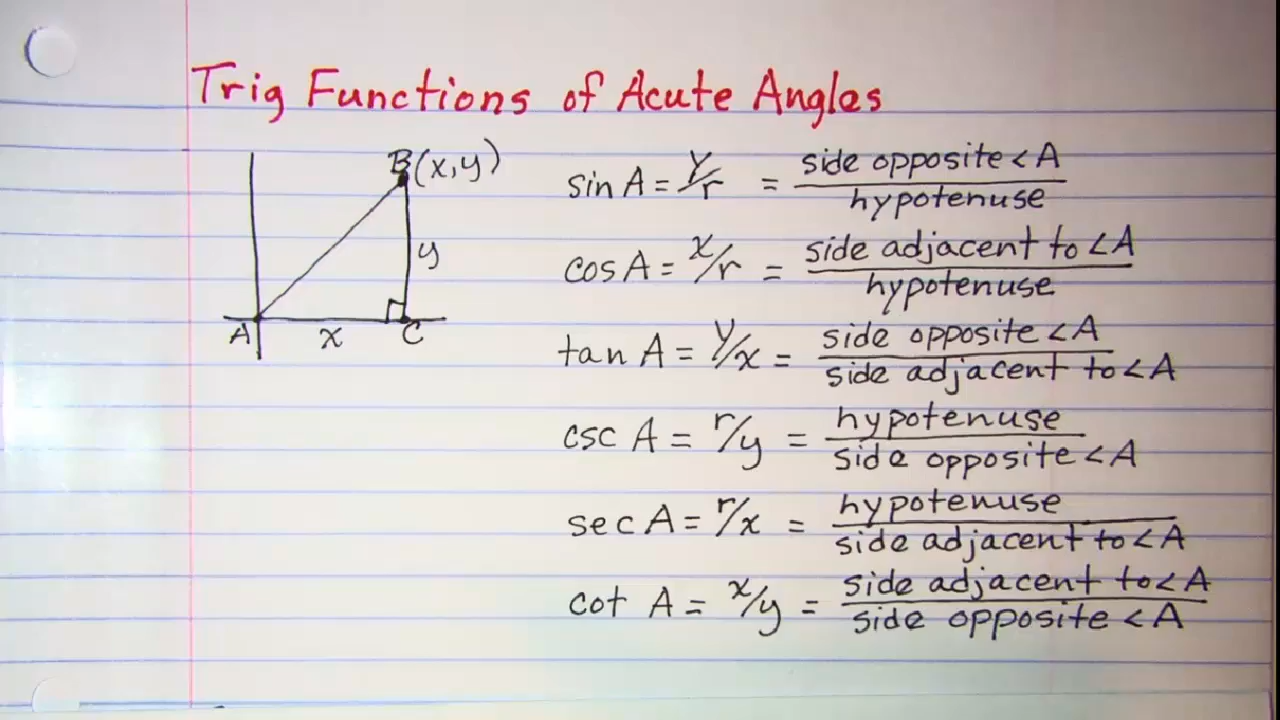 Trig Functions of Acute Angles
B(x,y)
y
A x C
sin A = y/r = side opposite <A / hypotenuse
cos A = x/r = side adjacent to <A / hypotenuse
tan A = y/x = side opposite <A / side adjacent to <A
csc A = r/y = hypotenuse / side opposite <A
sec A = r/x = hypotenuse / side adjacent to <A
cot A = x/y = side adjacent to <A / side opposite <A